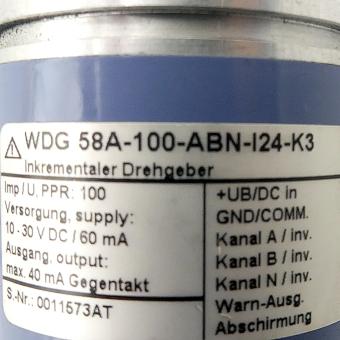 WDG 58A-100-ABN-I24-K3
Inkrementaler Drehgeber
Imp / U, PPR: 100
Versorgung, supply:
10 - 30 V DC / 60 mA
Ausgang, output:
max. 40 mA Gegentakt
S.-Nr.: 0011573AT
+UB/DC in
GND/COMM.
Kanal A / inv.
Kanal B / inv.
Kanal N / inv.
Warn-Ausg.
Abschirmung